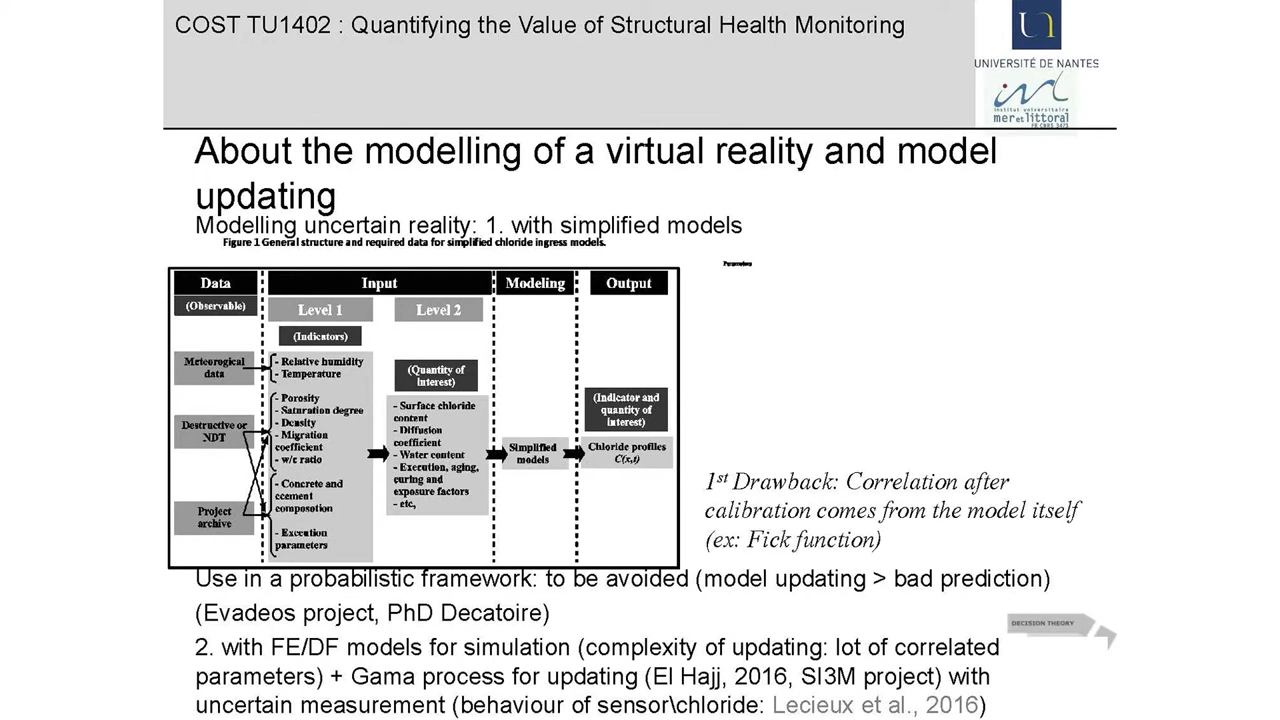 COST TU1402 : Quantifying the Value of Structural Health Monitoring
UNIVERSITÉ DE NANTES
institut universitaire
mer et littoral
FR CNRS 3473
About the modelling of a virtual reality and model
updating
Modelling uncertain reality: 1. with simplified models
Figure 1 General structure and required data for simplified chloride ingress models.
Parameters
Data
Input
Modeling
Output
(Observable)
Level 1
Level 2
(Indicators)
Meteorogical
data
- Relative humidity
- Temperature
(Quantity of
interest)
(Indicator and
quantity of
interest)
Destructive or
NDT
- Porosity
- Saturation degree
- Density
- Migration
coefficient
- w/c ratio
- Surface chloride
content
- Diffusion
coefficient
- Water content
- Execution, aging,
curing and
exposure factors
- etc,
Simplified
models
Chloride profiles
C(x,t)
Project
archive
- Concrete and
cement
composition
- Execution
parameters
1st Drawback: Correlation after
calibration comes from the model itself
(ex: Fick function)
Use in a probabilistic framework: to be avoided (model updating > bad prediction)
(Evadeos project, PhD Decatoire)
DECISION THEORY
2. with FE/DF models for simulation (complexity of updating: lot of correlated
parameters) + Gama process for updating (El Hajj, 2016, SI3M project) with
uncertain measurement (behaviour of sensor\chloride: Lecieux et al., 2016)